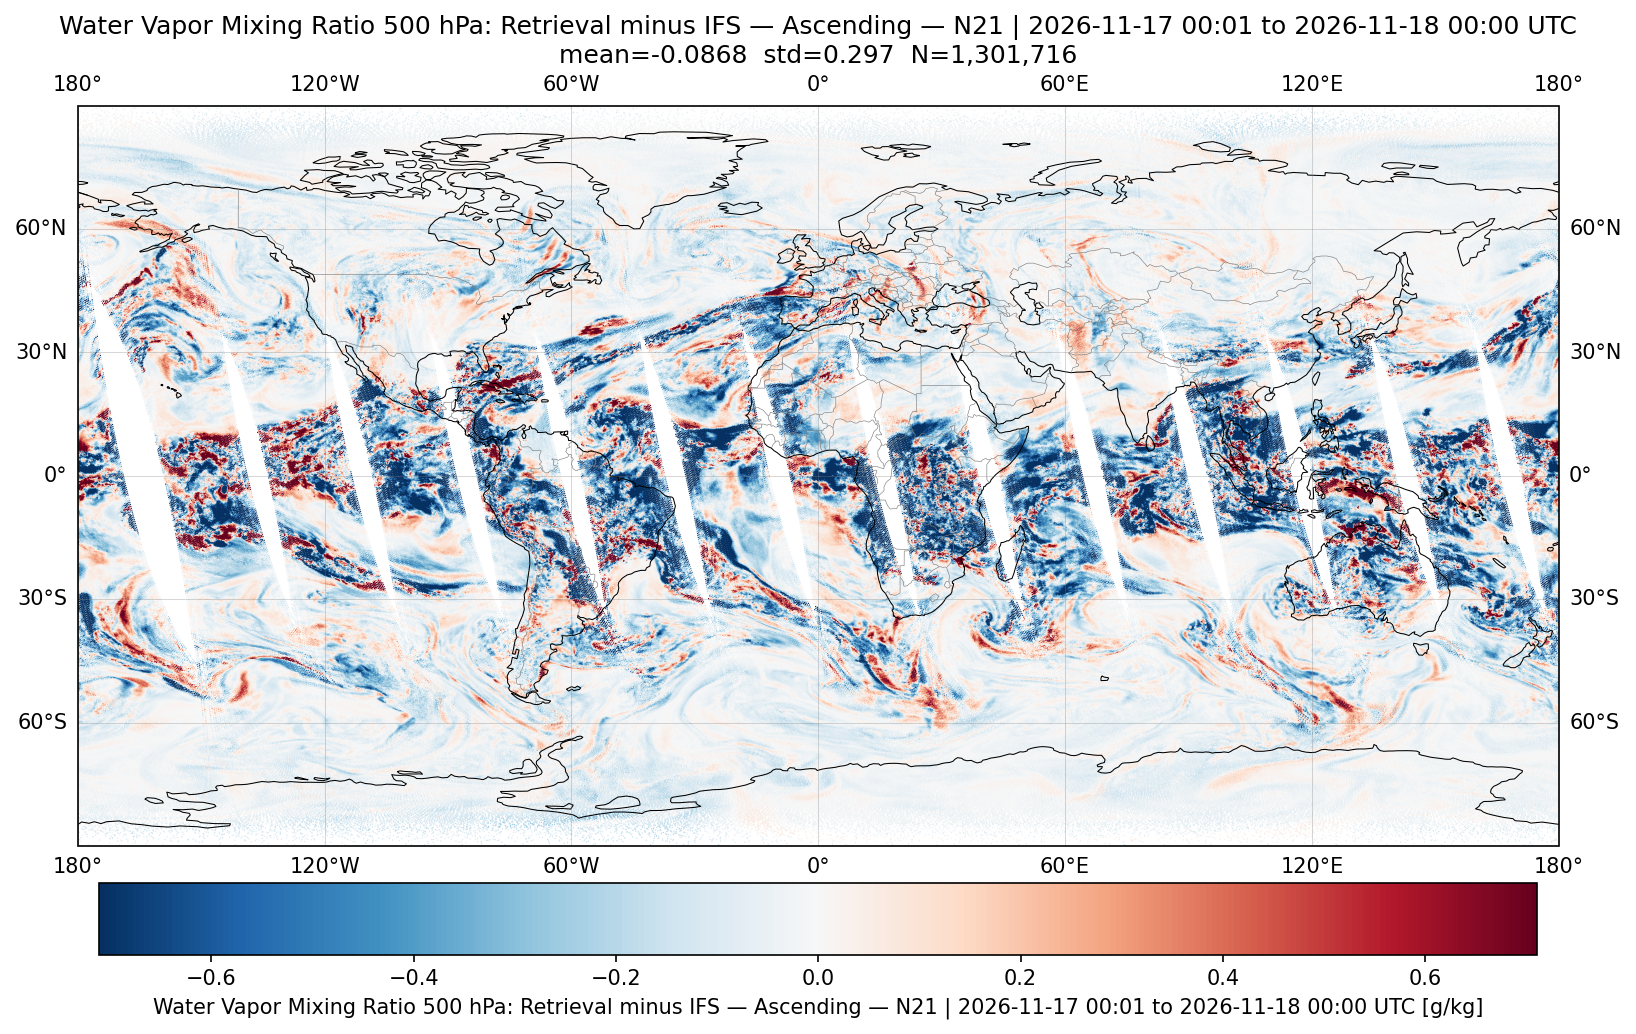 Water Vapor Mixing Ratio 500 hPa: Retrieval minus IFS — Ascending — N21 | 2026-11-17 00:01 to 2026-11-18 00:00 UTC
mean=-0.0868  std=0.297  N=1,301,716
180° 120°W 60°W 0° 60°E 120°E 180°
60°N 60°N
30°N 30°N
0° 0°
30°S 30°S
60°S 60°S
180° 120°W 60°W 0° 60°E 120°E 180°
−0.6 −0.4 −0.2 0.0 0.2 0.4 0.6
Water Vapor Mixing Ratio 500 hPa: Retrieval minus IFS — Ascending — N21 | 2026-11-17 00:01 to 2026-11-18 00:00 UTC [g/kg]